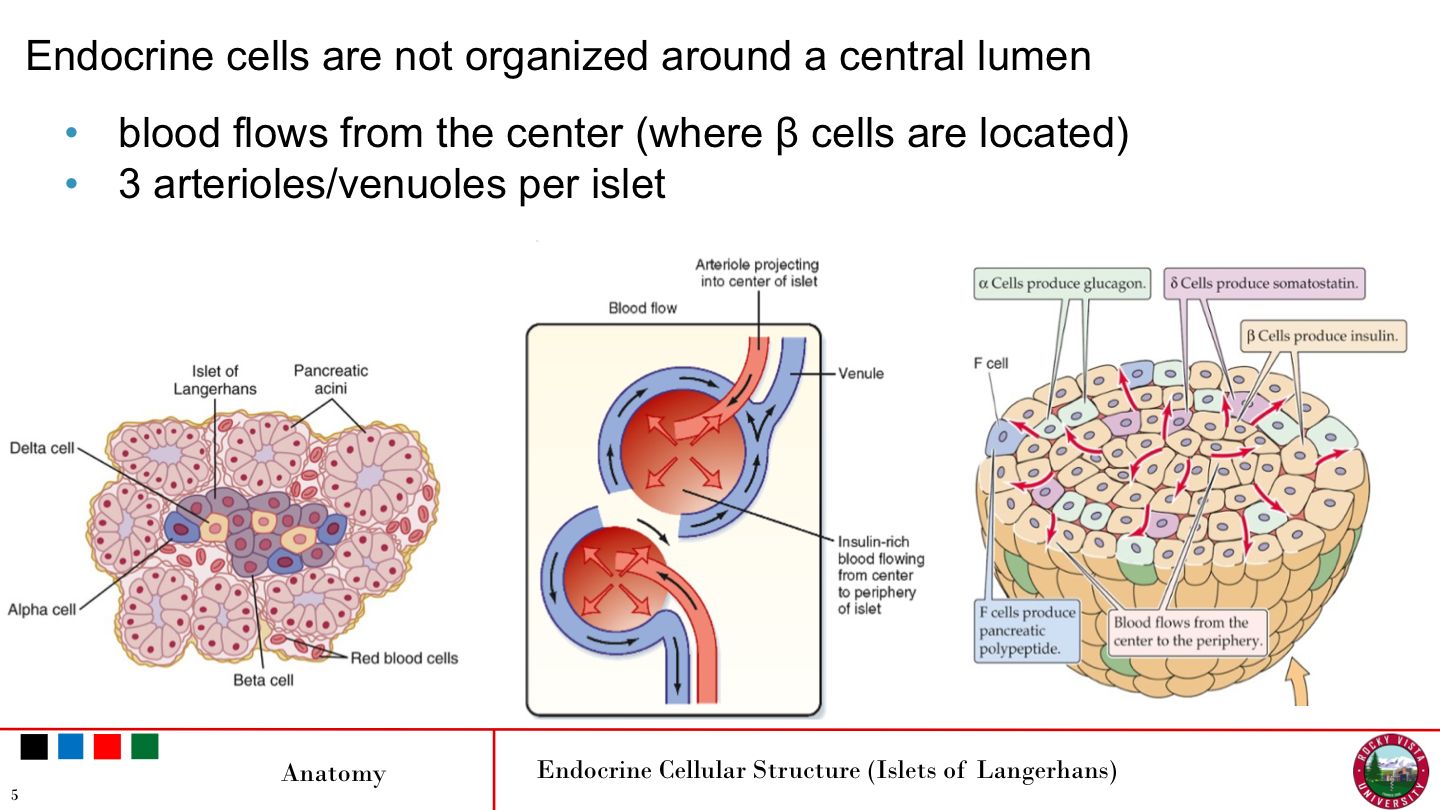 Endocrine cells are not organized around a central lumen
• blood flows from the center (where β cells are located)
• 3 arterioles/venuoles per islet
Islet of
Langerhans
Pancreatic
acini
Delta cell
Alpha cell
Beta cell
Red blood cells
Arteriole projecting
into center of islet
Blood flow
Venule
Insulin-rich
blood flowing
from center
to periphery
of islet
α Cells produce glucagon.
δ Cells produce somatostatin.
β Cells produce insulin.
F cell
F cells produce
pancreatic
polypeptide.
Blood flows from the
center to the periphery.
Anatomy
Endocrine Cellular Structure (Islets of Langerhans)
5
ROCKY VISTA
UNIVERSITY